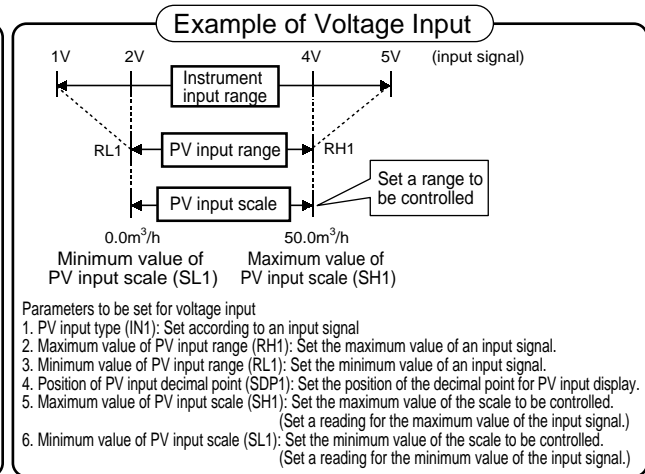 Example of Voltage Input
1V 2V 4V 5V (input signal)
Instrument
input range
RL1 PV input range RH1
PV input scale
Set a range to
be controlled
0.0m³/h 50.0m³/h
Minimum value of Maximum value of
PV input scale (SL1) PV input scale (SH1)
Parameters to be set for voltage input
1. PV input type (IN1): Set according to an input signal
2. Maximum value of PV input range (RH1): Set the maximum value of an input signal.
3. Minimum value of PV input range (RL1): Set the minimum value of an input signal.
4. Position of PV input decimal point (SDP1): Set the position of the decimal point for PV input display.
5. Maximum value of PV input scale (SH1): Set the maximum value of the scale to be controlled.
(Set a reading for the maximum value of the input signal.)
6. Minimum value of PV input scale (SL1): Set the minimum value of the scale to be controlled.
(Set a reading for the minimum value of the input signal.)